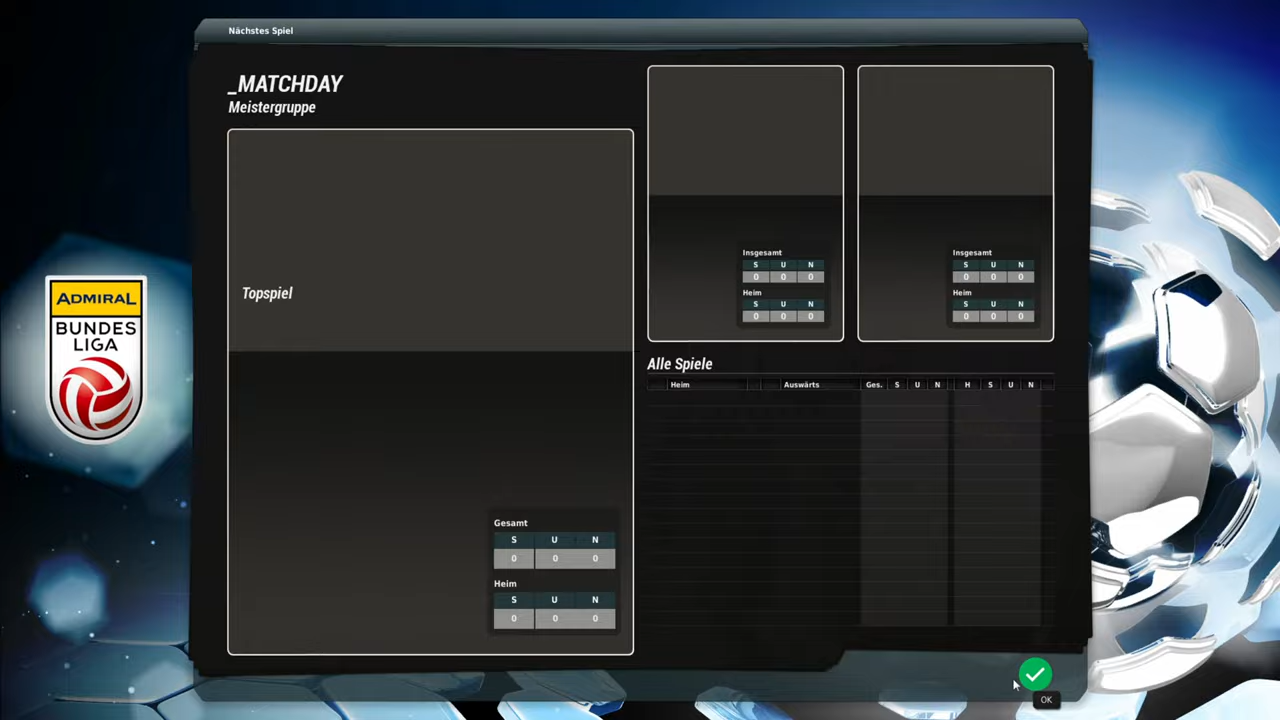 Nächstes Spiel
_MATCHDAY
Meistergruppe
Topspiel
Gesamt
S U N
0 0 0
Heim
S U N
0 0 0
Insgesamt
S U N
0 0 0
Heim
S U N
0 0 0
Insgesamt
S U N
0 0 0
Heim
S U N
0 0 0
Alle Spiele
Heim Auswärts Ges. S U N H S U N
ADMIRAL
BUNDES
LIGA
OK